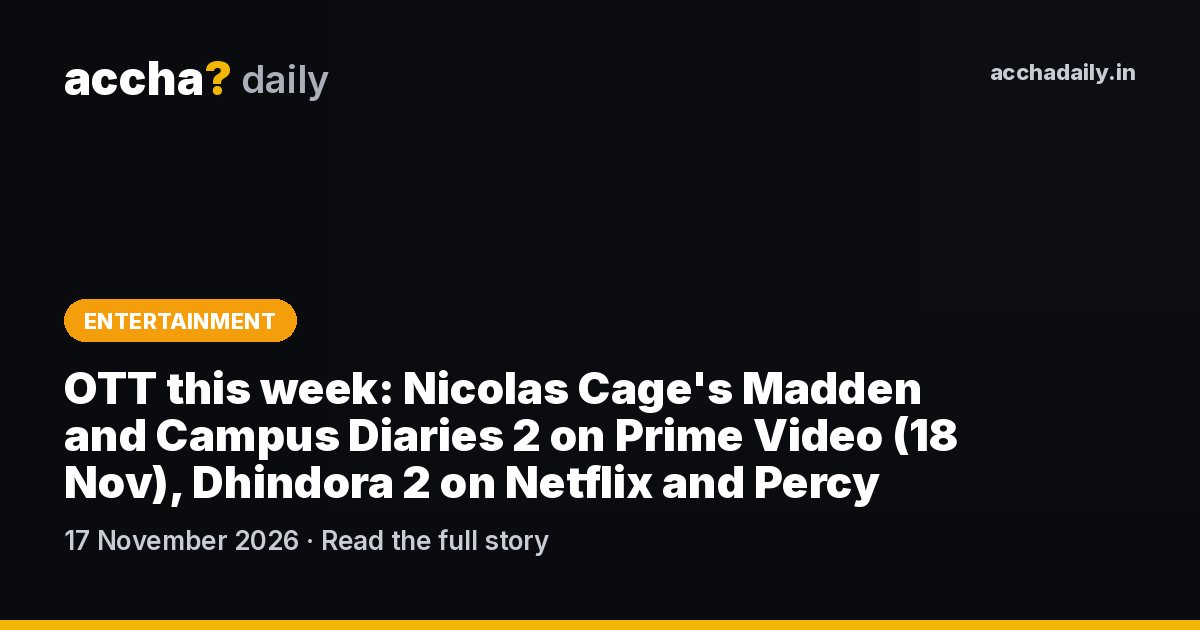 accha? daily
acchadaily.in
ENTERTAINMENT
OTT this week: Nicolas Cage's Madden
and Campus Diaries 2 on Prime Video (18
Nov), Dhindora 2 on Netflix and Percy
17 November 2026 · Read the full story